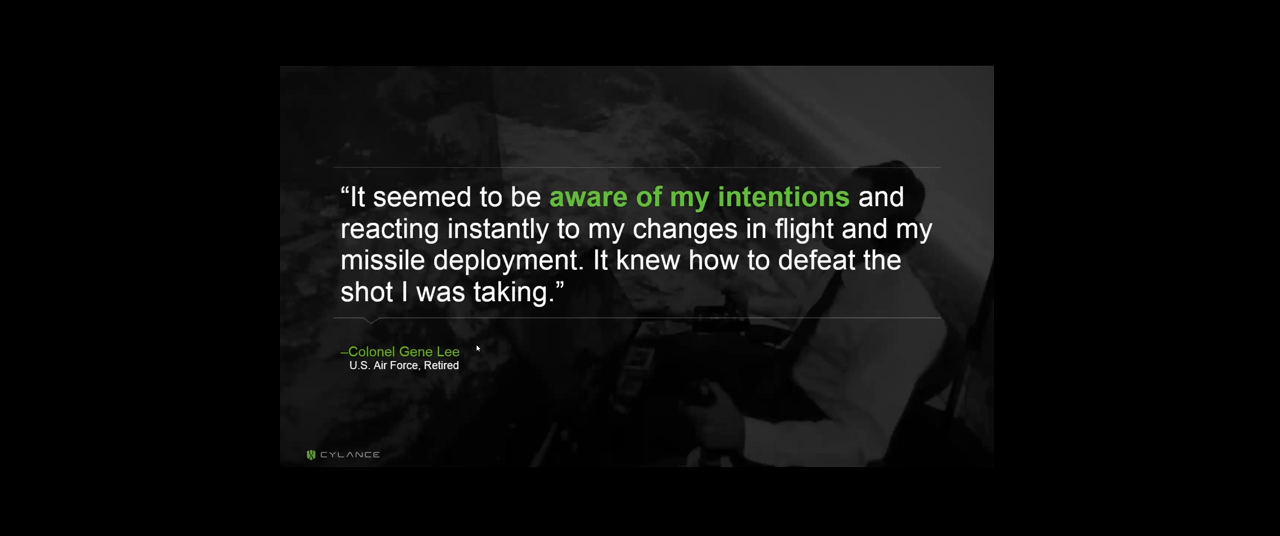 “It seemed to be aware of my intentions and
reacting instantly to my changes in flight and my
missile deployment. It knew how to defeat the
shot I was taking.”
–Colonel Gene Lee
U.S. Air Force, Retired
CYLANCE